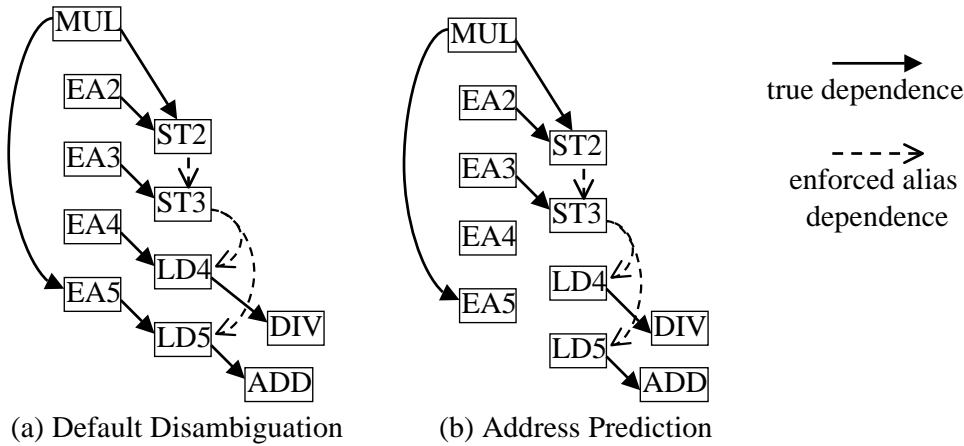 MUL
EA2
ST2
EA3
ST3
EA4
LD4
EA5
LD5
DIV
ADD
(a) Default Disambiguation
MUL
EA2
ST2
EA3
ST3
EA4
LD4
EA5
LD5
DIV
ADD
(b) Address Prediction
true dependence
enforced alias
dependence